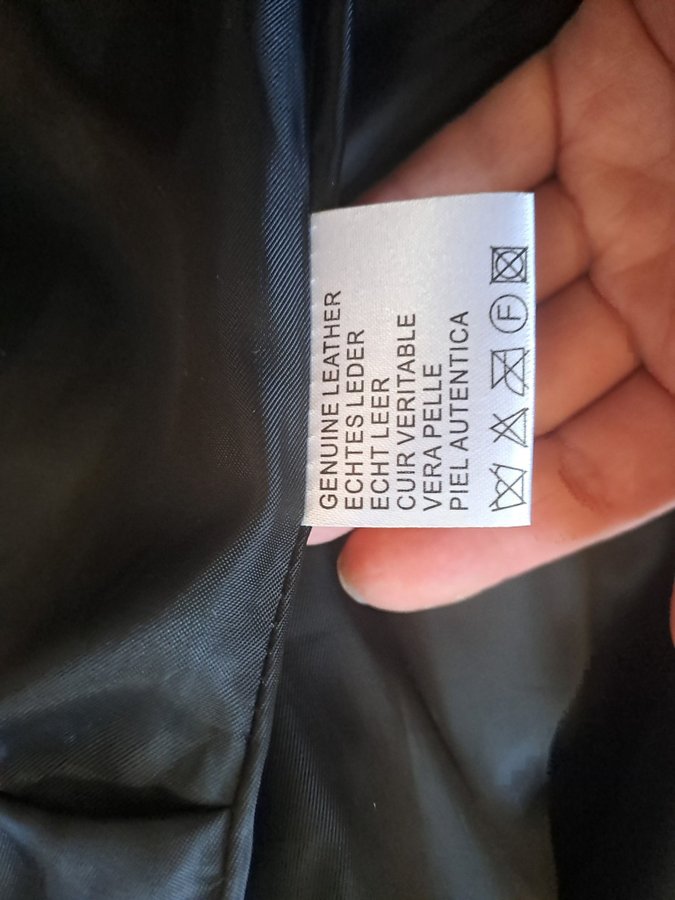 GENUINE LEATHER
ECHTES LEDER
ECHT LEER
CUIR VERITABLE
VERA PELLE
PIEL AUTENTICA
F